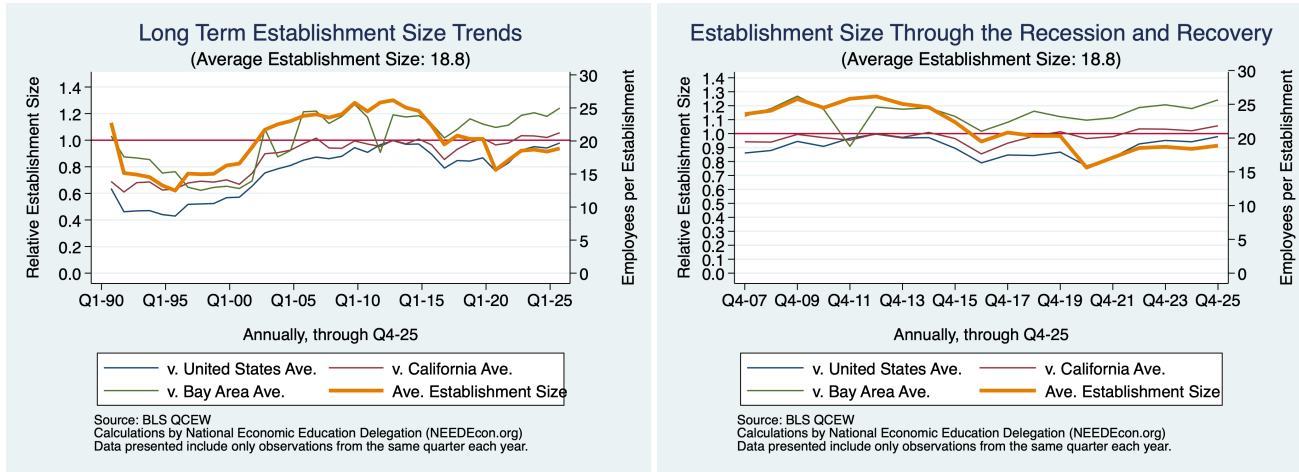 Long Term Establishment Size Trends
(Average Establishment Size: 18.8)
Relative Establishment Size
1.4
1.2
1.0
0.8
0.6
0.4
0.2
0.0
30
25
20
15
10
5
0
Employees per Establishment
Q1-90 Q1-95 Q1-00 Q1-05 Q1-10 Q1-15 Q1-20 Q1-25
Annually, through Q4-25
v. United States Ave. v. California Ave.
v. Bay Area Ave. Ave. Establishment Size
Source: BLS QCEW
Calculations by National Economic Education Delegation (NEEDEcon.org)
Data presented include only observations from the same quarter each year.
Establishment Size Through the Recession and Recovery
(Average Establishment Size: 18.8)
Relative Establishment Size
1.4
1.3
1.2
1.1
1.0
0.9
0.8
0.7
0.6
0.5
0.4
0.3
0.2
0.1
0.0
30
25
20
15
10
5
0
Employees per Establishment
Q4-07 Q4-09 Q4-11 Q4-13 Q4-15 Q4-17 Q4-19 Q4-21 Q4-23 Q4-25
Annually, through Q4-25
v. United States Ave. v. California Ave.
v. Bay Area Ave. Ave. Establishment Size
Source: BLS QCEW
Calculations by National Economic Education Delegation (NEEDEcon.org)
Data presented include only observations from the same quarter each year.